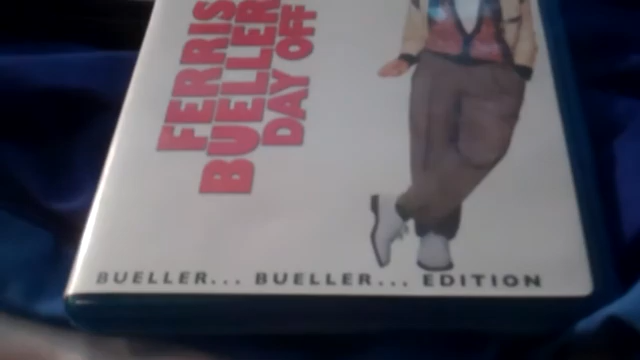 FERRIS
BUELLER
DAY OFF
BUELLER... BUELLER... EDITION